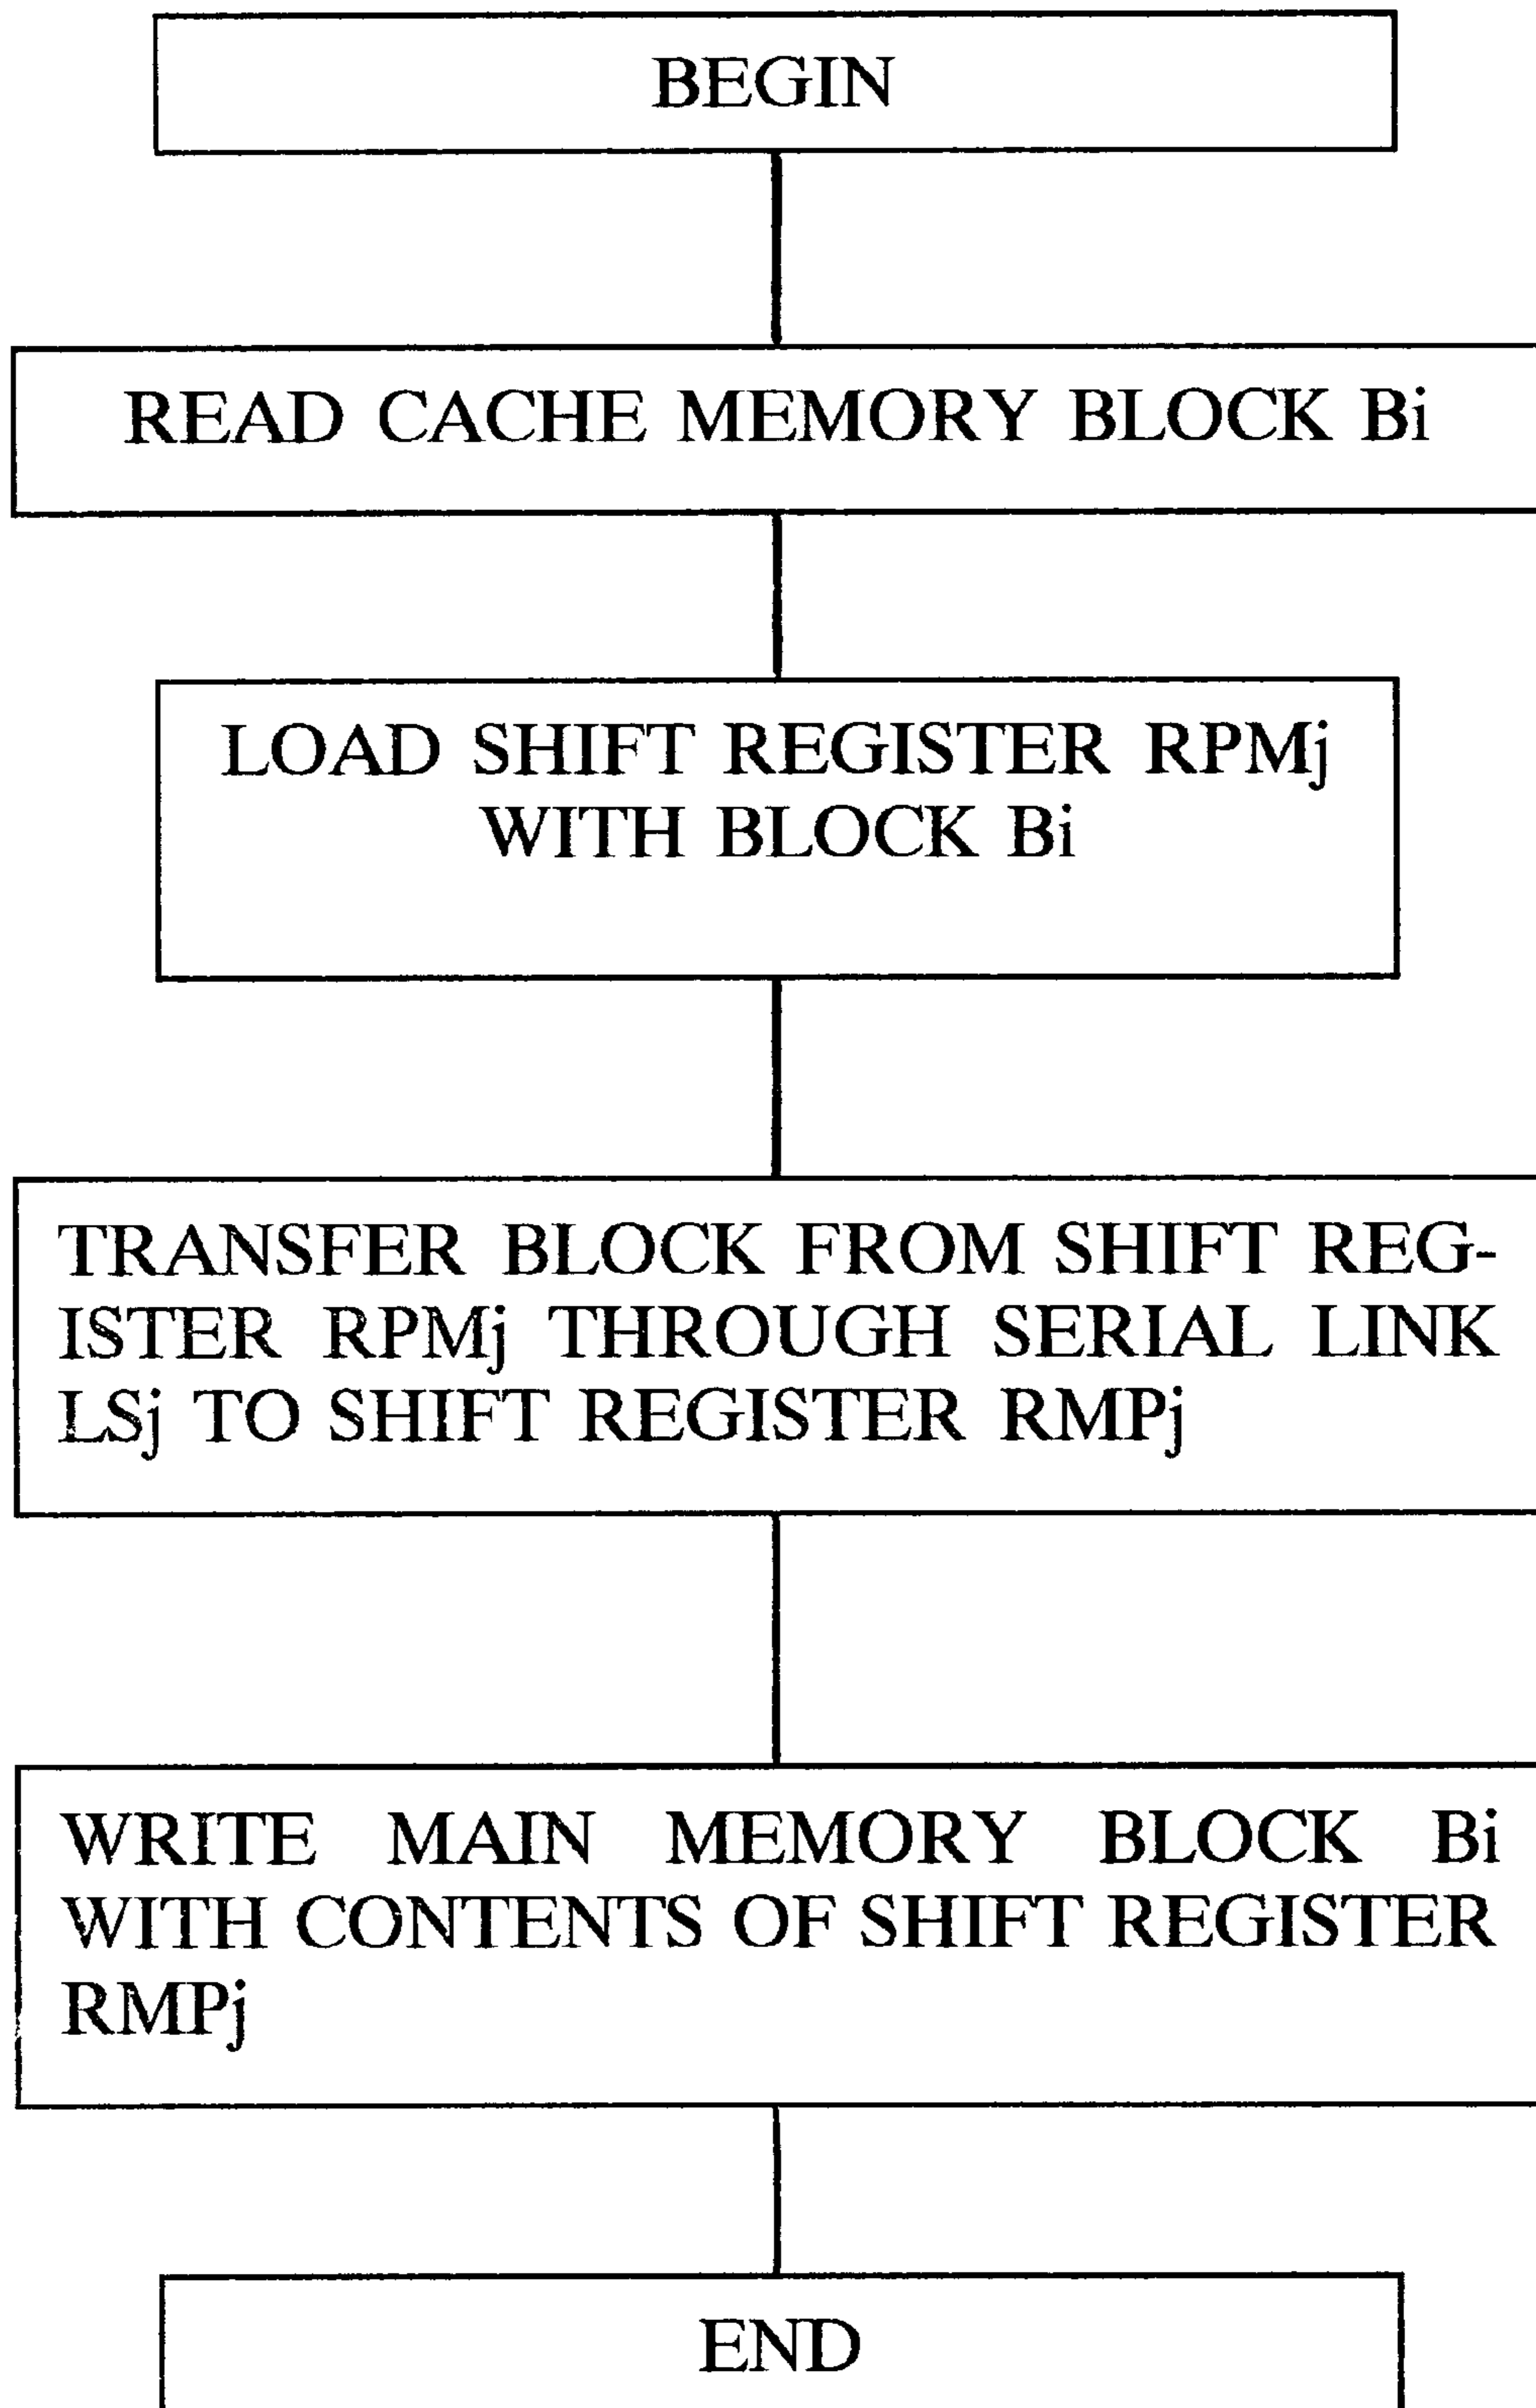 BEGIN
READ CACHE MEMORY BLOCK Bi
LOAD SHIFT REGISTER RPMj
WITH BLOCK Bi
TRANSFER BLOCK FROM SHIFT REG-
ISTER RPMj THROUGH SERIAL LINK
LSj TO SHIFT REGISTER RMPj
WRITE MAIN MEMORY BLOCK Bi
WITH CONTENTS OF SHIFT REGISTER
RMPj
END